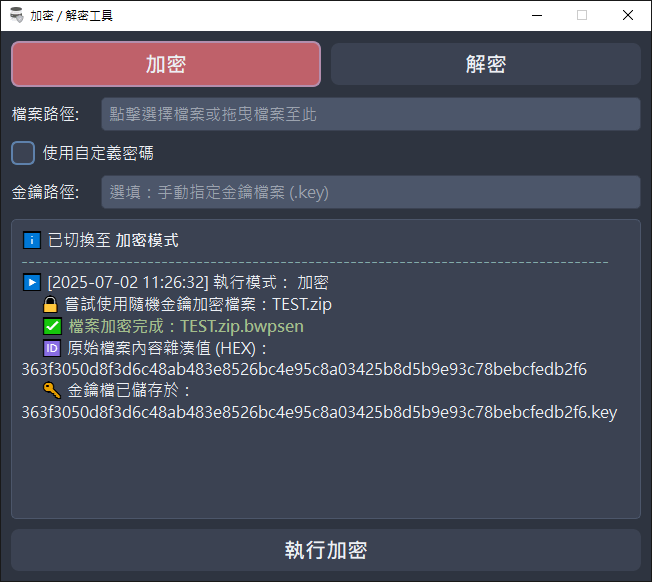 加密 / 解密工具
加密 解密
檔案路徑: 點擊選擇檔案或拖曳檔案至此
使用自定義密碼
金鑰路徑: 選填：手動指定金鑰檔案 (.key)
i 已切換至 加密模式
--------------------------------------------------------------------------------
[2025-07-02 11:26:32] 執行模式： 加密
嘗試使用隨機金鑰加密檔案：TEST.zip
檔案加密完成：TEST.zip.bwpsen
ID 原始檔案內容雜湊值 (HEX)：
363f3050d8f3d6c48ab483e8526bc4e95c8a03425b8d5b9e93c78bebcfedb2f6
金鑰檔已儲存於：
363f3050d8f3d6c48ab483e8526bc4e95c8a03425b8d5b9e93c78bebcfedb2f6.key
執行加密